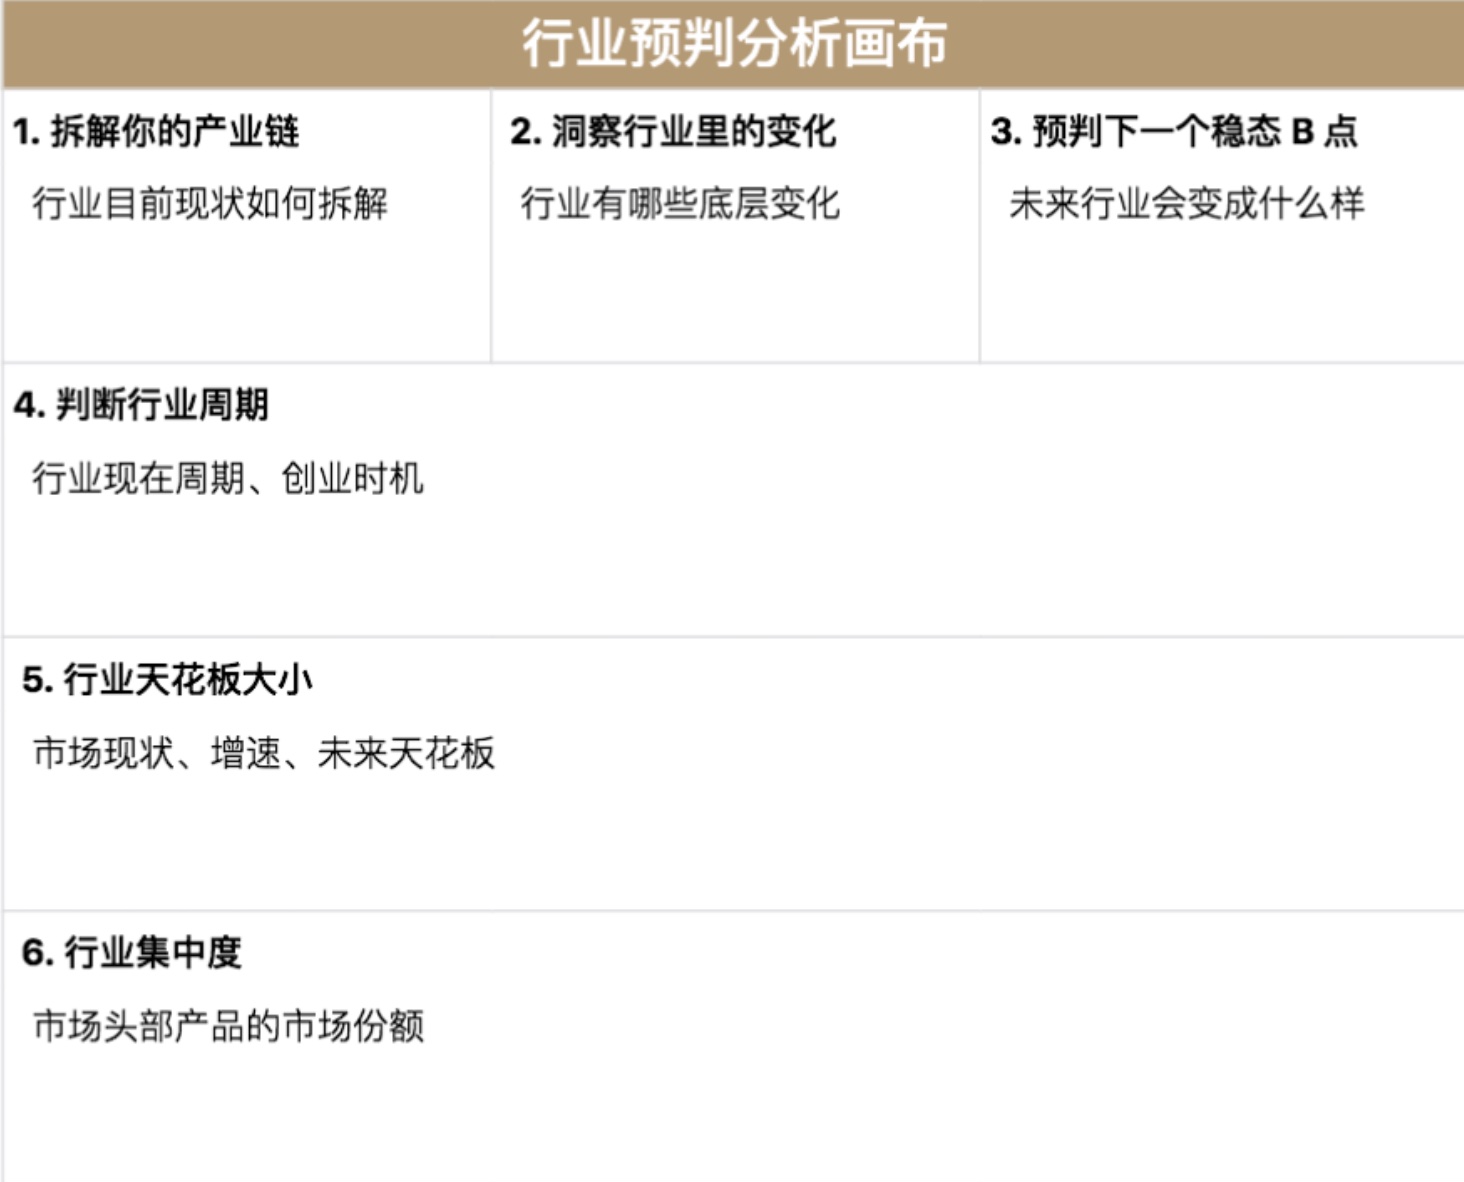 行业预判分析画布
1. 拆解你的产业链
行业目前现状如何拆解
2. 洞察行业里的变化
行业有哪些底层变化
3. 预判下一个稳态 B 点
未来行业会变成什么样
4. 判断行业周期
行业现在周期、创业时机
5. 行业天花板大小
市场现状、增速、未来天花板
6. 行业集中度
市场头部产品的市场份额